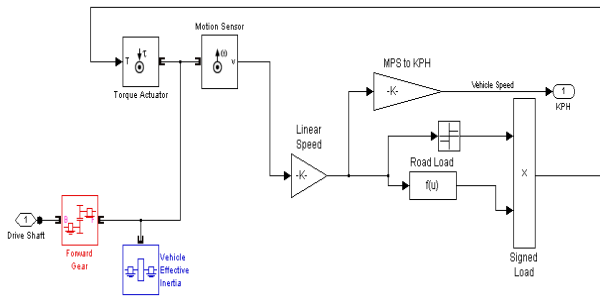 Motion Sensor
T
τ
(t)
v
Torque Actuator
MPS to KPH
-K-
Vehicle Speed
1
KPH
Linear
Speed
-K-
Road Load
f(u)
X
Signed
Load
1
Drive Shaft
B
F
Forward
Gear
Vehicle
Effective
Inertia